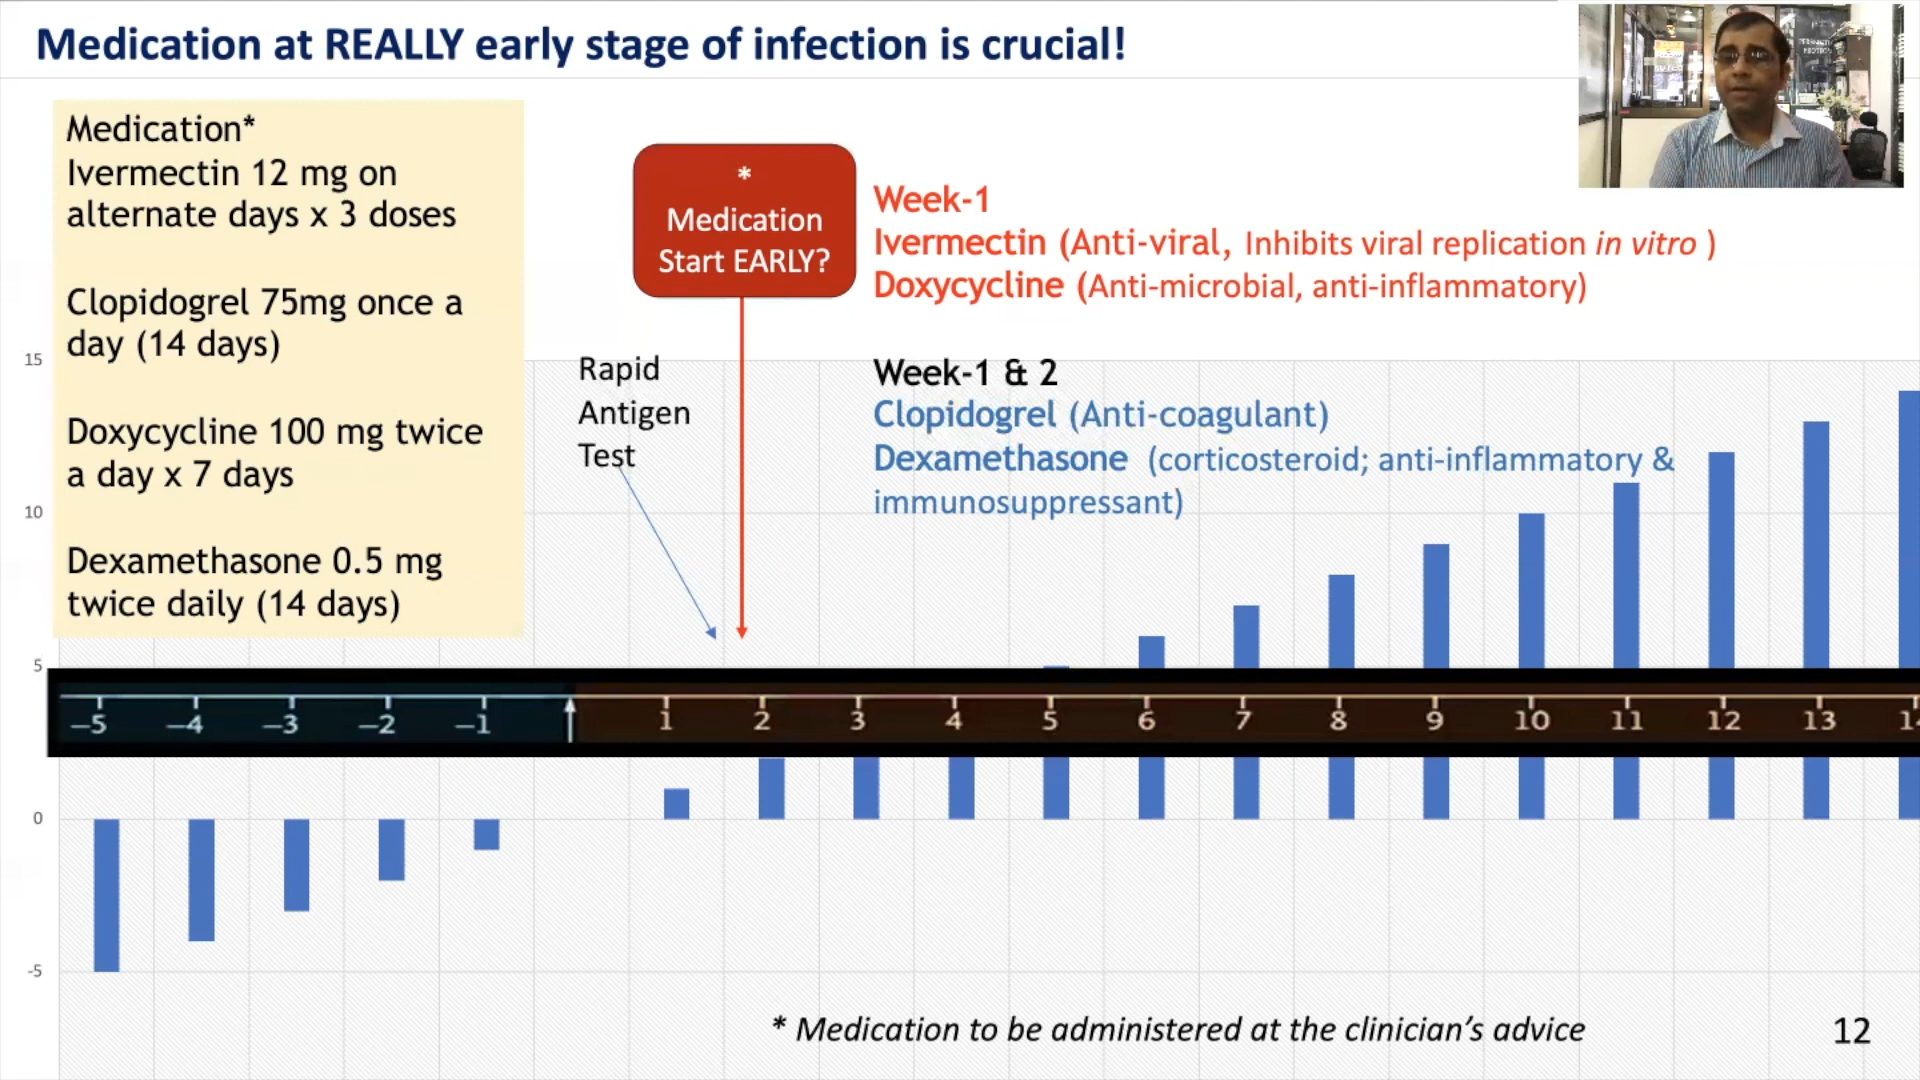 Medication at REALLY early stage of infection is crucial!
Medication*
Ivermectin 12 mg on
alternate days x 3 doses
Clopidogrel 75mg once a
day (14 days)
Doxycycline 100 mg twice
a day x 7 days
Dexamethasone 0.5 mg
twice daily (14 days)
*
Medication
Start EARLY?
Week-1
Ivermectin (Anti-viral, Inhibits viral replication in vitro )
Doxycycline (Anti-microbial, anti-inflammatory)
Rapid
Antigen
Test
Week-1 & 2
Clopidogrel (Anti-coagulant)
Dexamethasone (corticosteroid; anti-inflammatory &
immunosuppressant)
15
10
5
–5 –4 –3 –2 –1 1 2 3 4 5 6 7 8 9 10 11 12 13
0
-5
* Medication to be administered at the clinician's advice
12